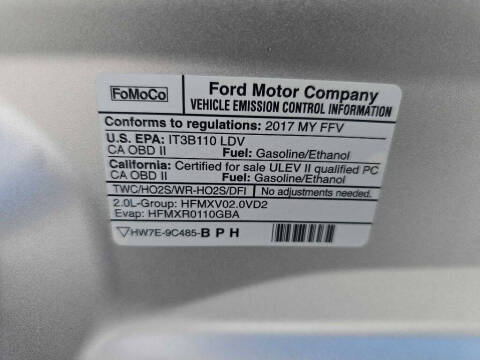 FoMoCo
Ford Motor Company
VEHICLE EMISSION CONTROL INFORMATION
Conforms to regulations: 2017 MY FFV
U.S. EPA: IT3B110 LDV
CA OBD II Fuel: Gasoline/Ethanol
California: Certified for sale ULEV II qualified PC
CA OBD II Fuel: Gasoline/Ethanol
TWC/HO2S/WR-HO2S/DFI No adjustments needed.
2.0L-Group: HFMXV02.0VD2
Evap: HFMXR0110GBA
HW7E-9C485-B P H